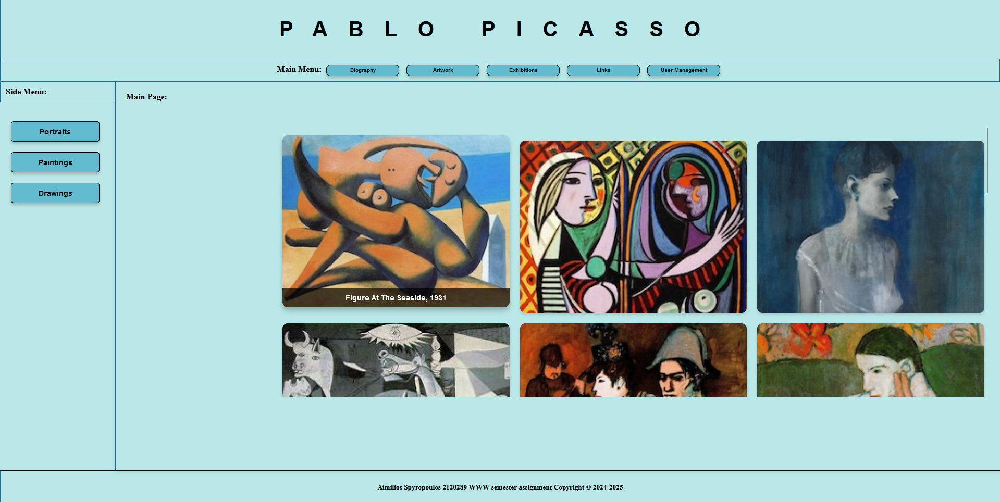 PABLO PICASSO
Main Menu: Biography Artwork Exhibitions Links User Management
Side Menu:
Main Page:
Portraits
Paintings
Drawings
Figure At The Seaside, 1931
Aimilios Spyropoulos 2120289 WWW semester assignment Copyright © 2024-2025